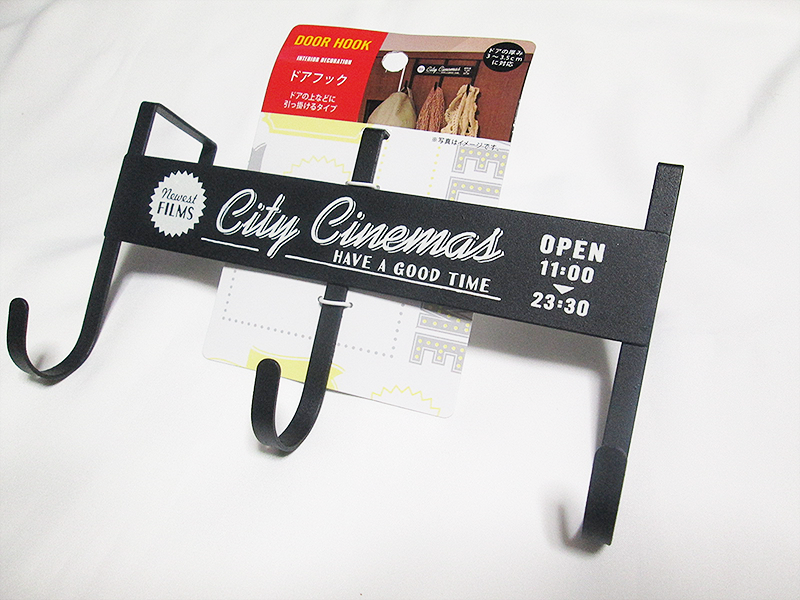 DOOR HOOK
INTERIOR DECORATION
ドアフック
ドアの上などに
引っ掛けるタイプ
City Cinemas
ドアの厚み
3〜3.5cm
に対応
※写真はイメージです。
Newest
FILMS
City Cinemas
HAVE A GOOD TIME
OPEN
11:00
23:30